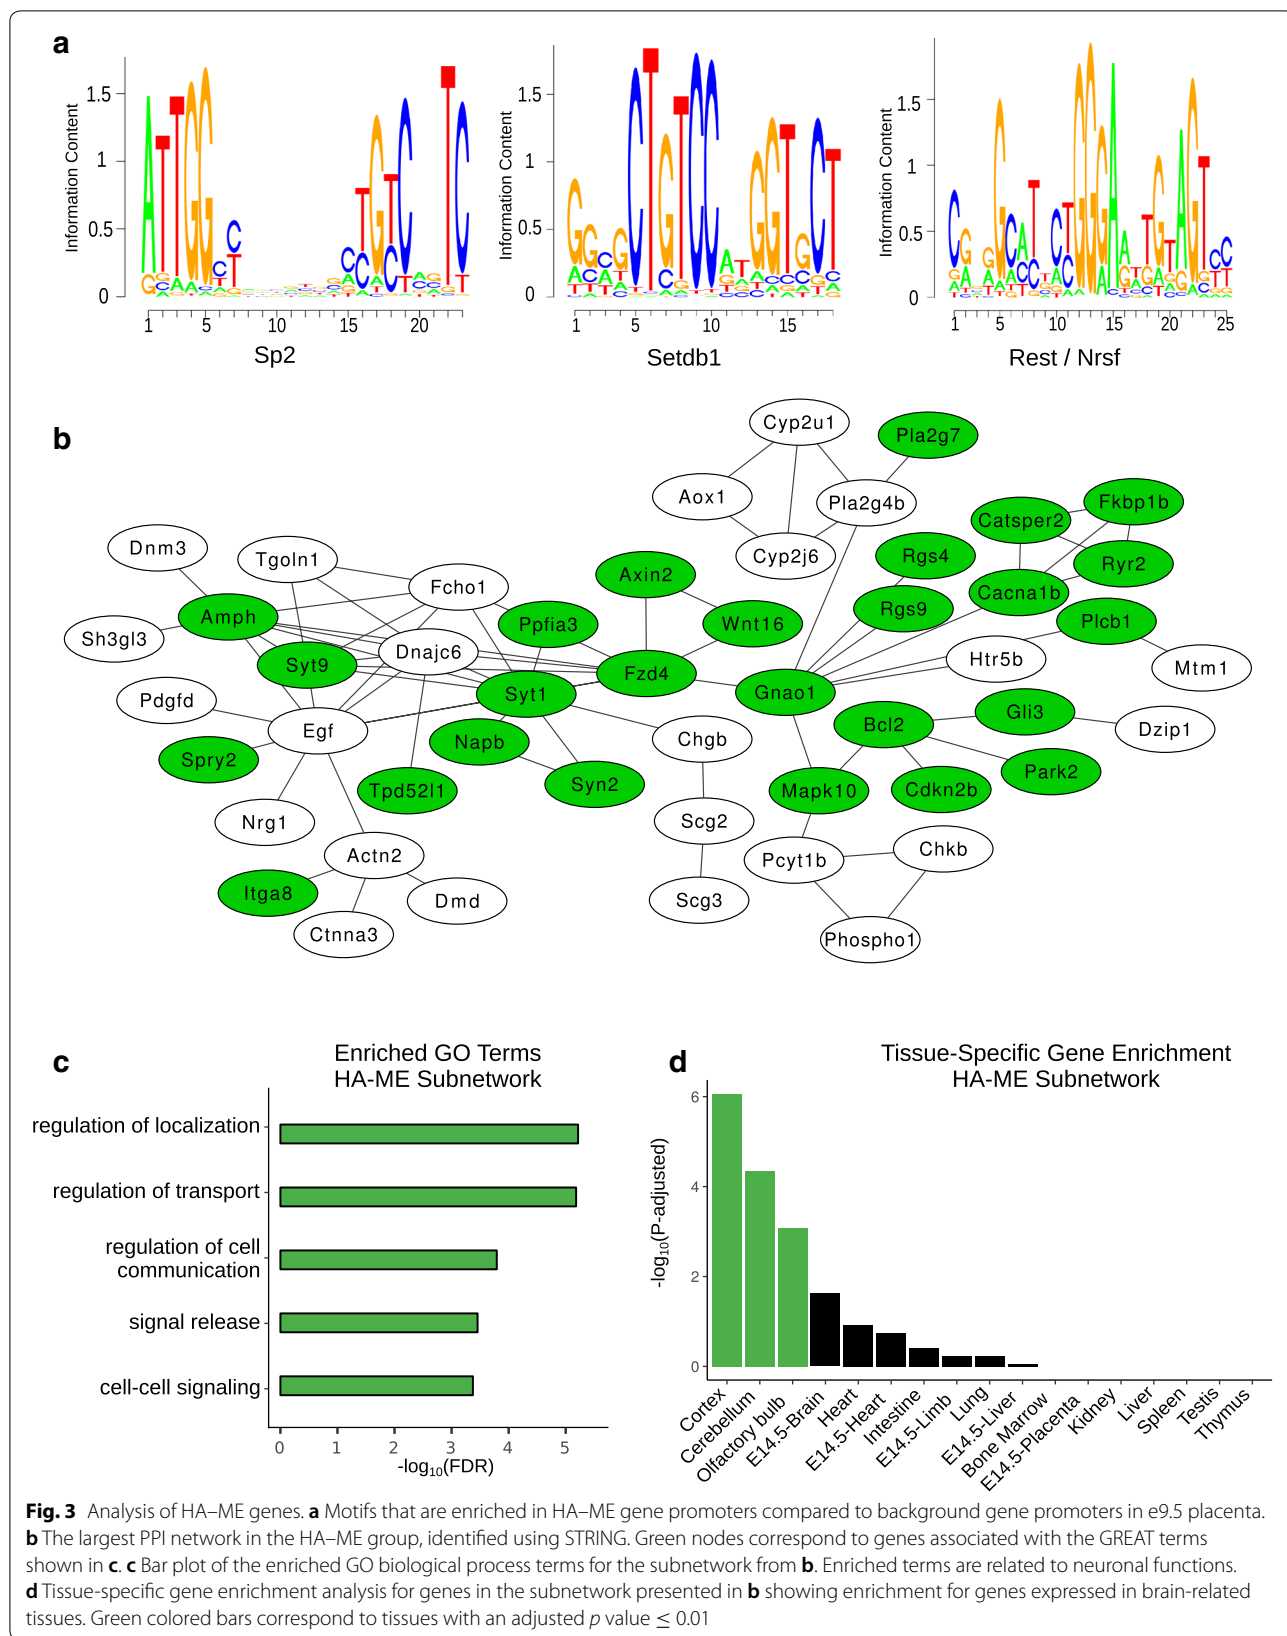 a
Information Content
1.5
1
0.5
0
1 5 10 15 20
Sp2
Information Content
1.5
1
0.5
0
1 5 10 15
Setdb1
Information Content
1.5
1
0.5
0
1 5 10 15 20 25
Rest / Nrsf
b
Cyp2u1
Pla2g7
Aox1
Pla2g4b
Fkbp1b
Catsper2
Dnm3
Tgoln1
Cyp2j6
Rgs4
Ryr2
Fcho1
Axin2
Cacna1b
Amph
Ppfia3
Wnt16
Rgs9
Plcb1
Sh3gl3
Syt9
Dnajc6
Fzd4
Htr5b
Mtm1
Pdgfd
Syt1
Gnao1
Egf
Napb
Chgb
Bcl2
Gli3
Dzip1
Spry2
Tpd52l1
Syn2
Mapk10
Cdkn2b
Park2
Nrg1
Scg2
Actn2
Pcyt1b
Chkb
Itga8
Dmd
Scg3
Ctnna3
Phospho1
c
Enriched GO Terms
HA-ME Subnetwork
regulation of localization
regulation of transport
regulation of cell
communication
signal release
cell-cell signaling
0 1 2 3 4 5
-log10(FDR)
d
Tissue-Specific Gene Enrichment
HA-ME Subnetwork
-log10(P-adjusted)
6
4
2
0
Cortex
Cerebellum
Olfactory bulb
E14.5-Brain
Heart
E14.5-Heart
Intestine
E14.5-Limb
Lung
E14.5-Liver
Bone Marrow
E14.5-Placenta
Kidney
Liver
Spleen
Testis
Thymus
Fig. 3 Analysis of HA–ME genes. a Motifs that are enriched in HA–ME gene promoters compared to background gene promoters in e9.5 placenta.
b The largest PPI network in the HA–ME group, identified using STRING. Green nodes correspond to genes associated with the GREAT terms
shown in c. c Bar plot of the enriched GO biological process terms for the subnetwork from b. Enriched terms are related to neuronal functions.
d Tissue-specific gene enrichment analysis for genes in the subnetwork presented in b showing enrichment for genes expressed in brain-related
tissues. Green colored bars correspond to tissues with an adjusted p value ≤ 0.01